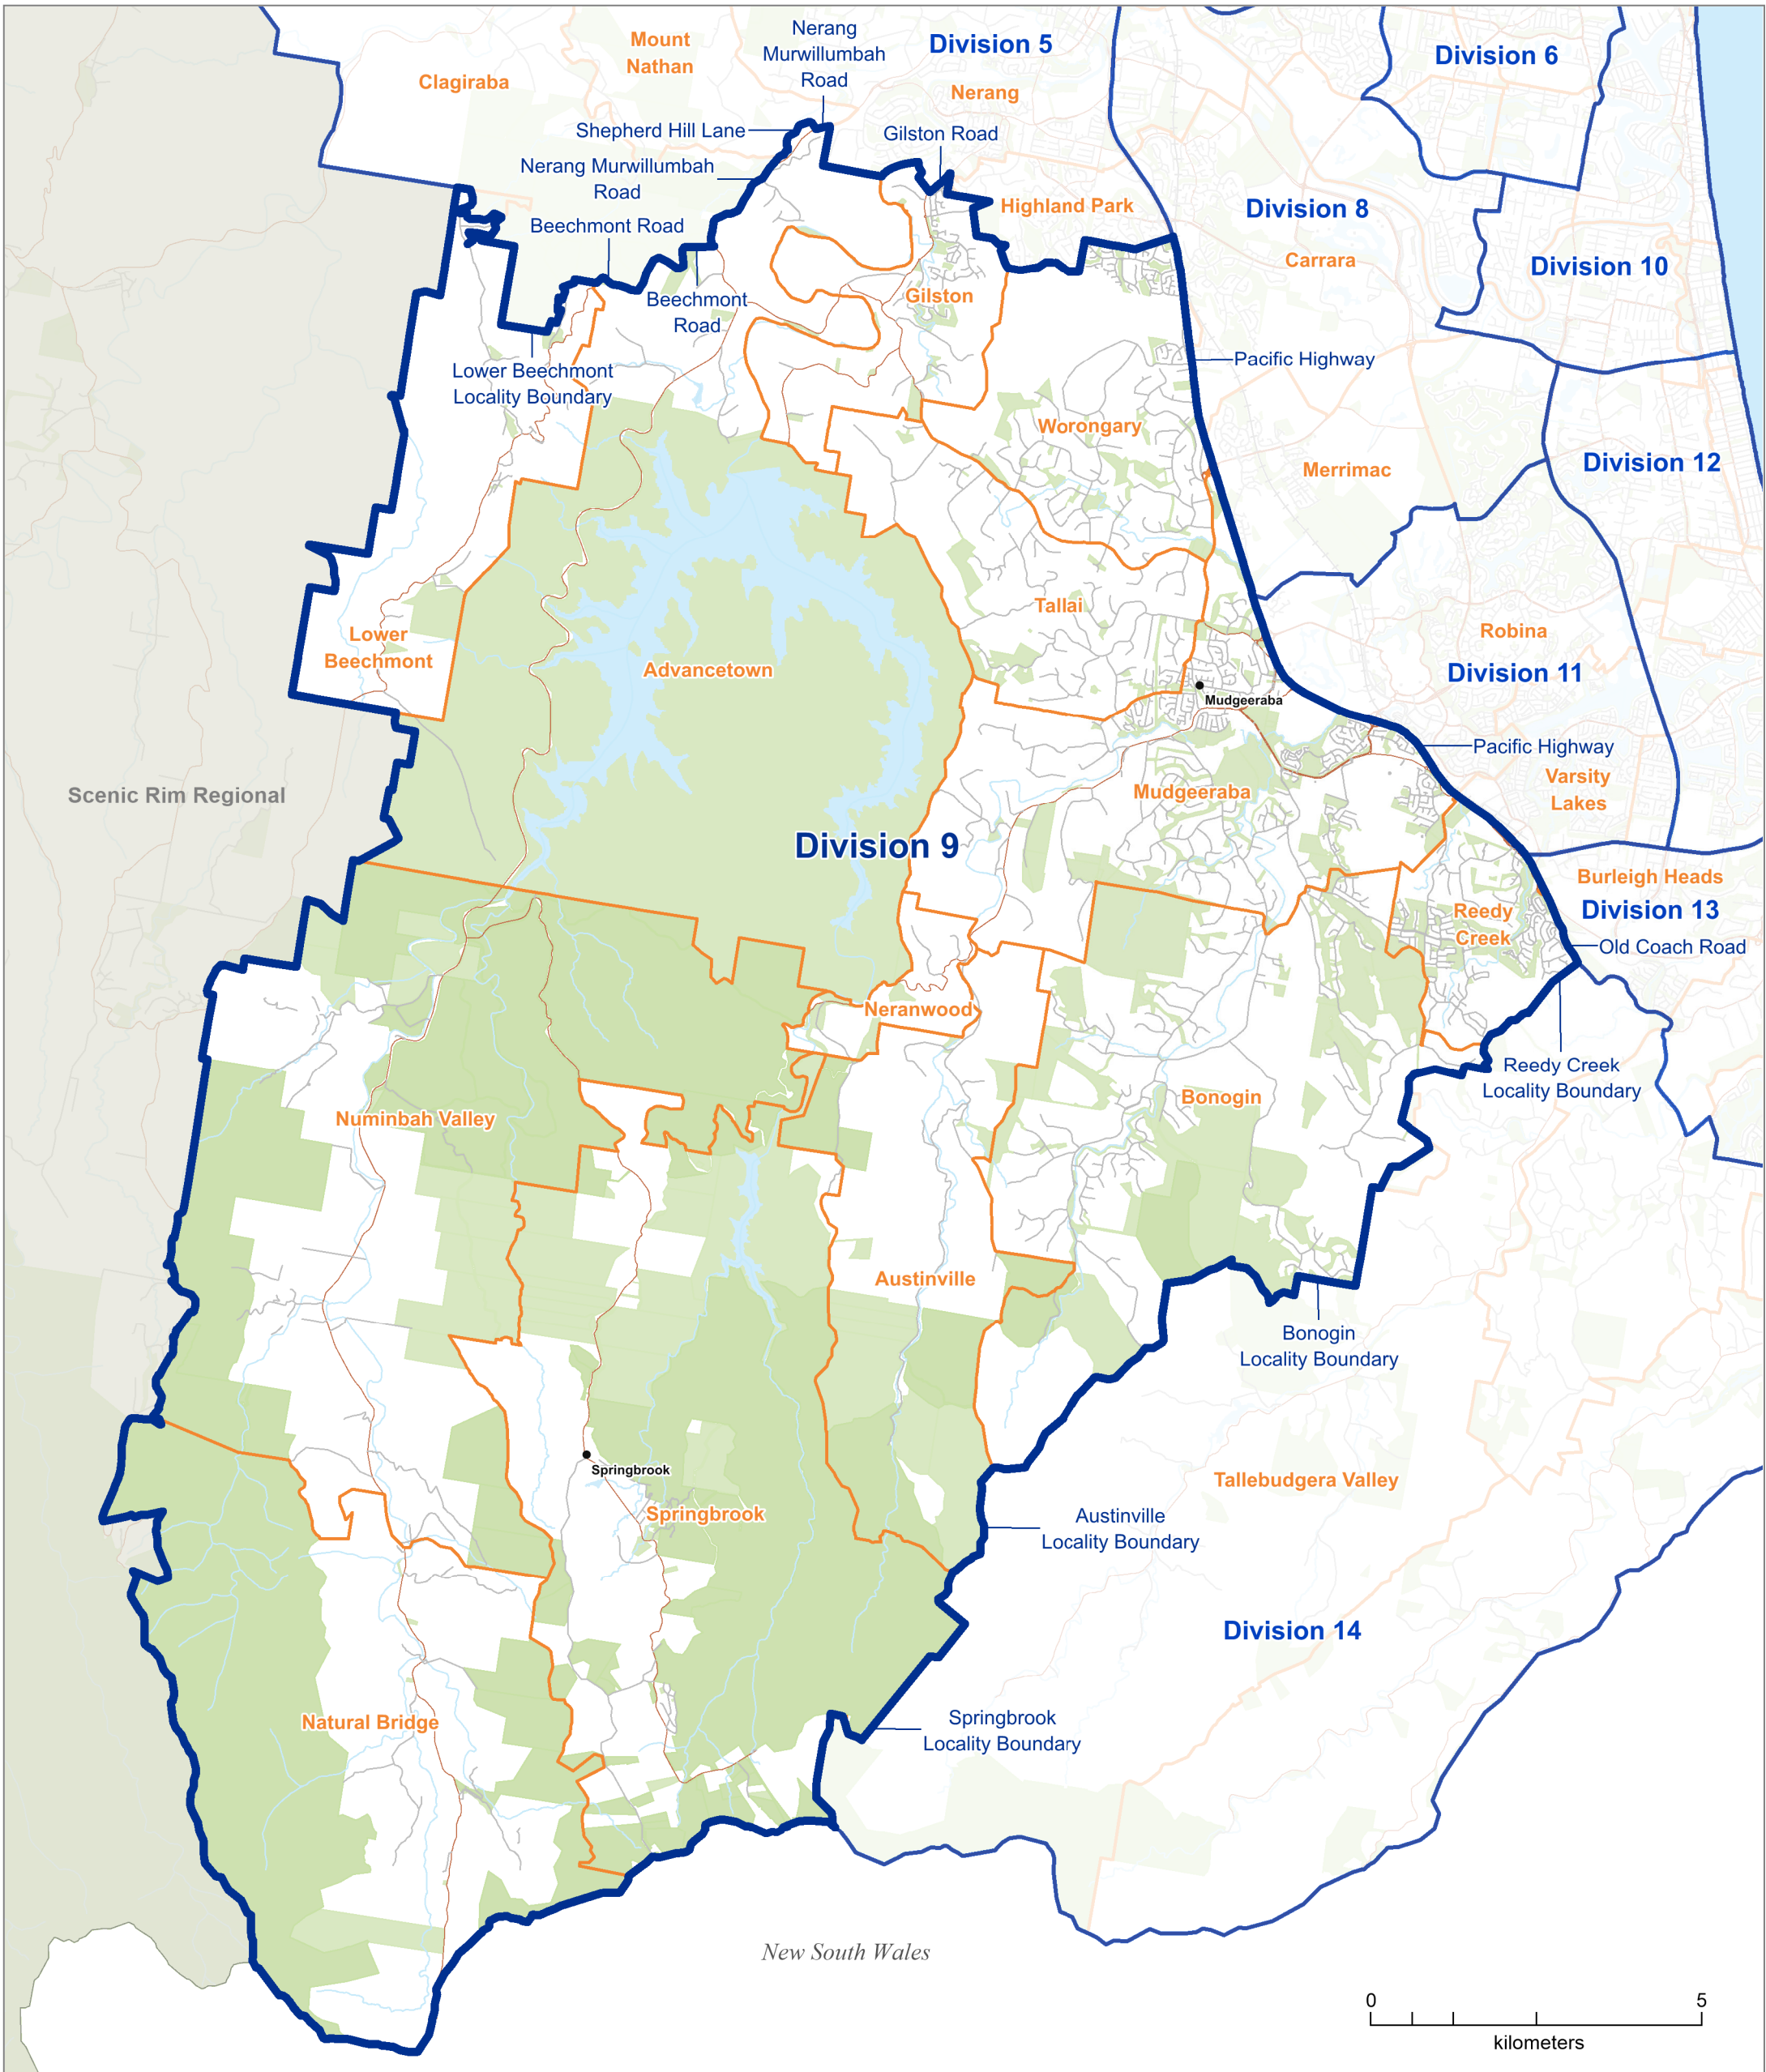 Nerang
Murwillumbah
Road
Division 5
Mount
Nathan
Clagiraba
Nerang
Division 6
Shepherd Hill Lane
Gilston Road
Nerang Murwillumbah
Road
Highland Park
Division 8
Beechmont Road
Carrara
Division 10
Beechmont
Road
Gilston
Pacific Highway
Lower Beechmont
Locality Boundary
Worongary
Merrimac
Division 12
Tallai
Lower
Beechmont
Robina
Advancetown
Division 11
Mudgeeraba
Pacific Highway
Varsity
Lakes
Scenic Rim Regional
Mudgeeraba
Division 9
Burleigh Heads
Division 13
Reedy
Creek
Old Coach Road
Neranwood
Reedy Creek
Locality Boundary
Numinbah Valley
Bonogin
Austinville
Bonogin
Locality Boundary
Springbrook
Tallebudgera Valley
Springbrook
Austinville
Locality Boundary
Division 14
Natural Bridge
Springbrook
Locality Boundary
New South Wales
0 5
kilometers